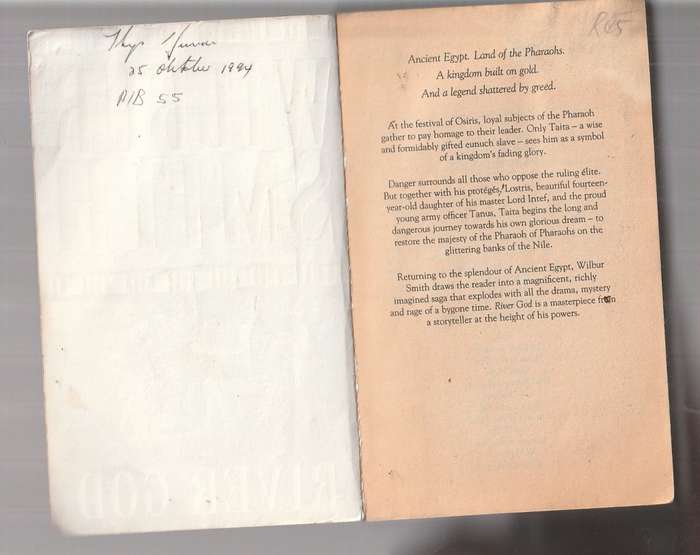 25 Oktober 1994
P/B 55
RIVER GOD
R45
Ancient Egypt. Land of the Pharaohs.
A kingdom built on gold.
And a legend shattered by greed.
At the festival of Osiris, loyal subjects of the Pharaoh
gather to pay homage to their leader. Only Taita – a wise
and formidably gifted eunuch slave – sees him as a symbol
of a kingdom's fading glory.
Danger surrounds all those who oppose the ruling élite.
But together with his protégés, Lostris, beautiful fourteen-
year-old daughter of his master Lord Intef, and the proud
young army officer Tanus, Taita begins the long and
dangerous journey towards his own glorious dream – to
restore the majesty of the Pharaoh of Pharaohs on the
glittering banks of the Nile.
Returning to the splendour of Ancient Egypt, Wilbur
Smith draws the reader into a magnificent, richly
imagined saga that explodes with all the drama, mystery
and rage of a bygone time. River God is a masterpiece from
a storyteller at the height of his powers.